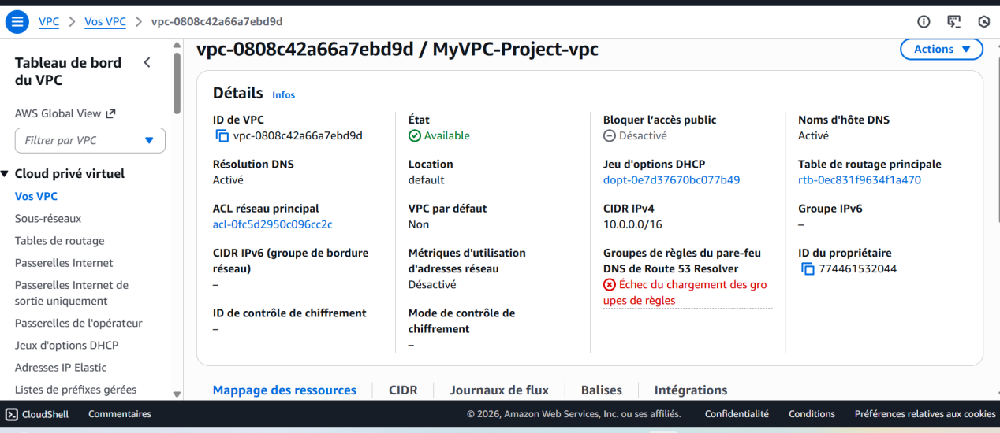 VPC > Vos VPC > vpc-0808c42a66a7ebd9d
Tableau de bord
du VPC
AWS Global View
Filtrer par VPC
Cloud privé virtuel
Vos VPC
Sous-réseaux
Tables de routage
Passerelles Internet
Passerelles Internet de
sortie uniquement
Passerelles de l'opérateur
Jeux d'options DHCP
Adresses IP Elastic
Listes de préfixes gérées
vpc-0808c42a66a7ebd9d / MyVPC-Project-vpc
Actions
Détails Infos
ID de VPC
vpc-0808c42a66a7ebd9d
État
Available
Bloquer l'accès public
Désactivé
Noms d'hôte DNS
Activé
Résolution DNS
Activé
Location
default
Jeu d'options DHCP
dopt-0e7d37670bc077b49
Table de routage principale
rtb-0ec831f9634f1a470
ACL réseau principal
acl-0fc5d2950c096cc2c
VPC par défaut
Non
CIDR IPv4
10.0.0.0/16
Groupe IPv6
–
CIDR IPv6 (groupe de bordure
réseau)
–
Métriques d'utilisation
d'adresses réseau
Désactivé
Groupes de règles du pare-feu
DNS de Route 53 Resolver
Échec du chargement des gro
upes de règles
ID du propriétaire
774461532044
ID de contrôle de chiffrement
–
Mode de contrôle de
chiffrement
–
Mappage des ressources
CIDR
Journaux de flux
Balises
Intégrations
CloudShell
Commentaires
© 2026, Amazon Web Services, Inc. ou ses affiliés.
Confidentialité
Conditions
Préférences relatives aux cookies